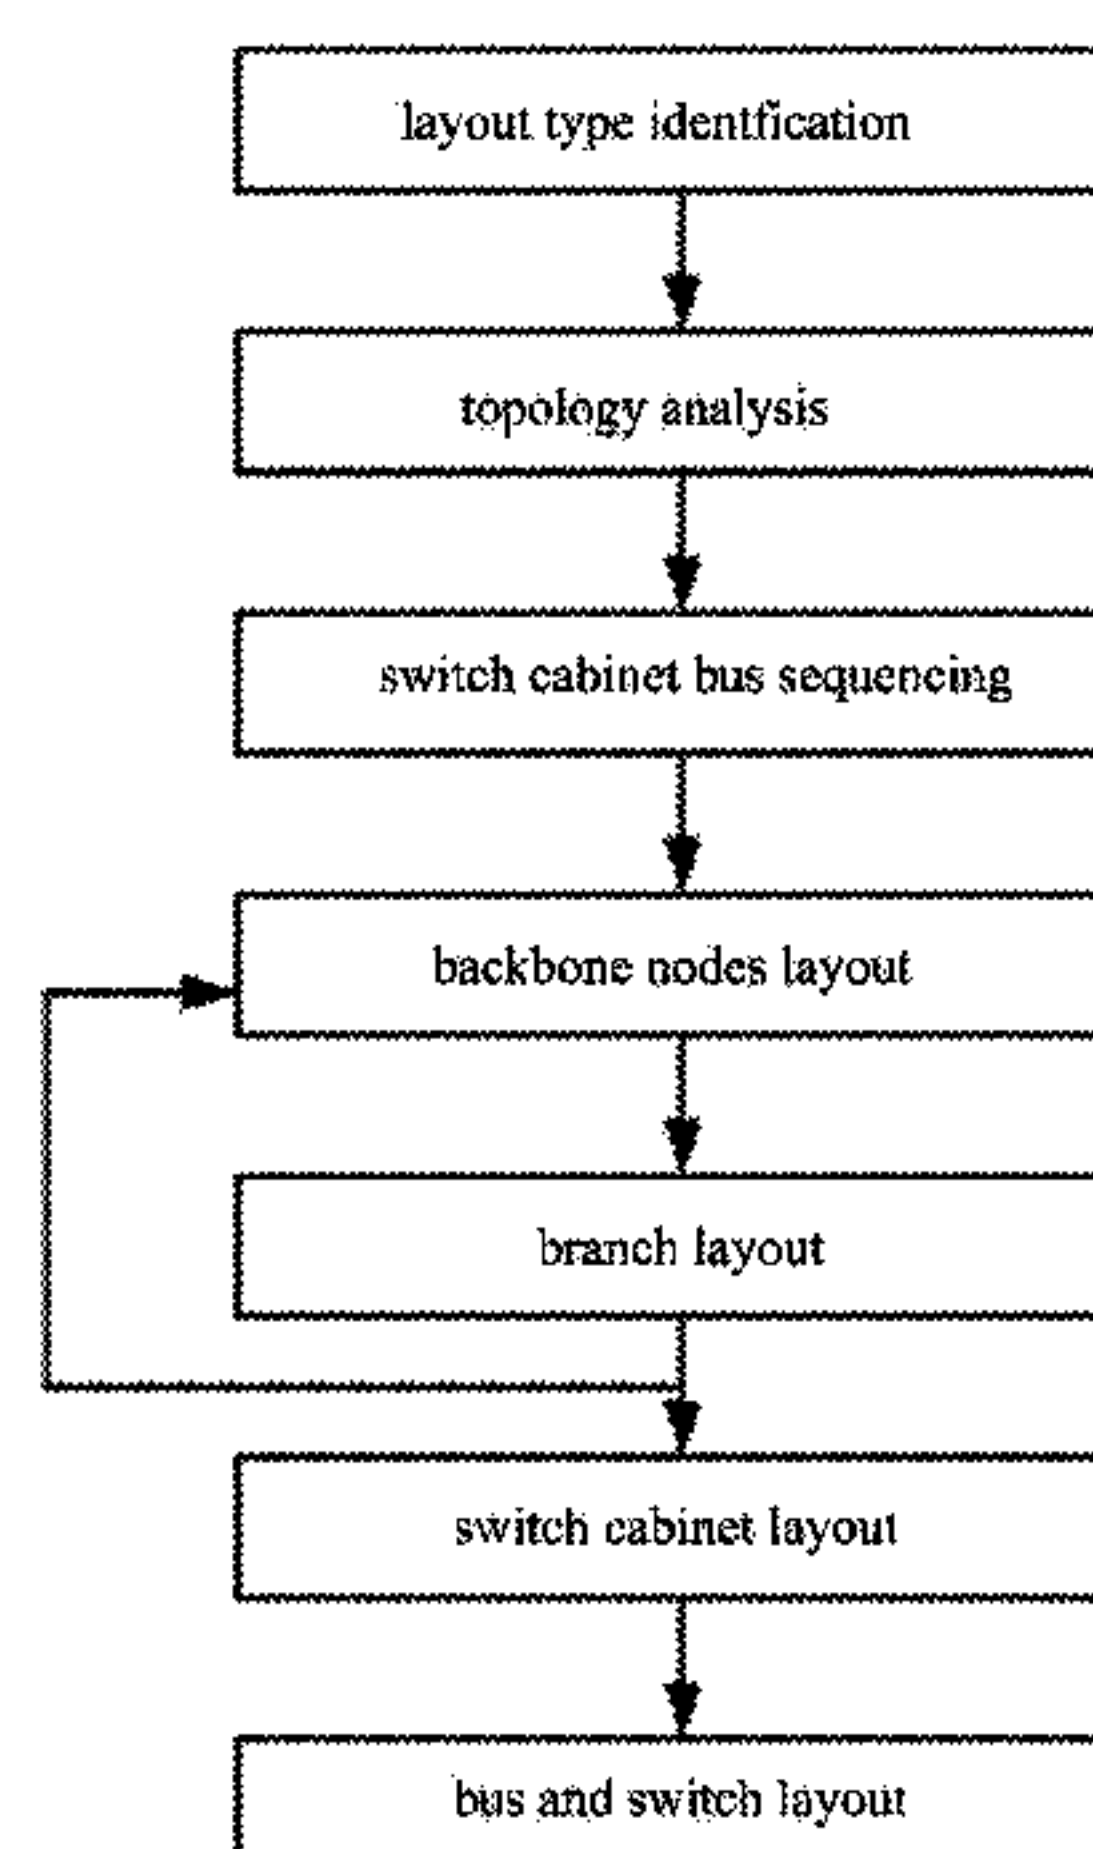 layout type identfication
topology analysis
switch cabinet bus sequencing
backbone nodes layout
branch layout
switch cabinet layout
bus and switch layout